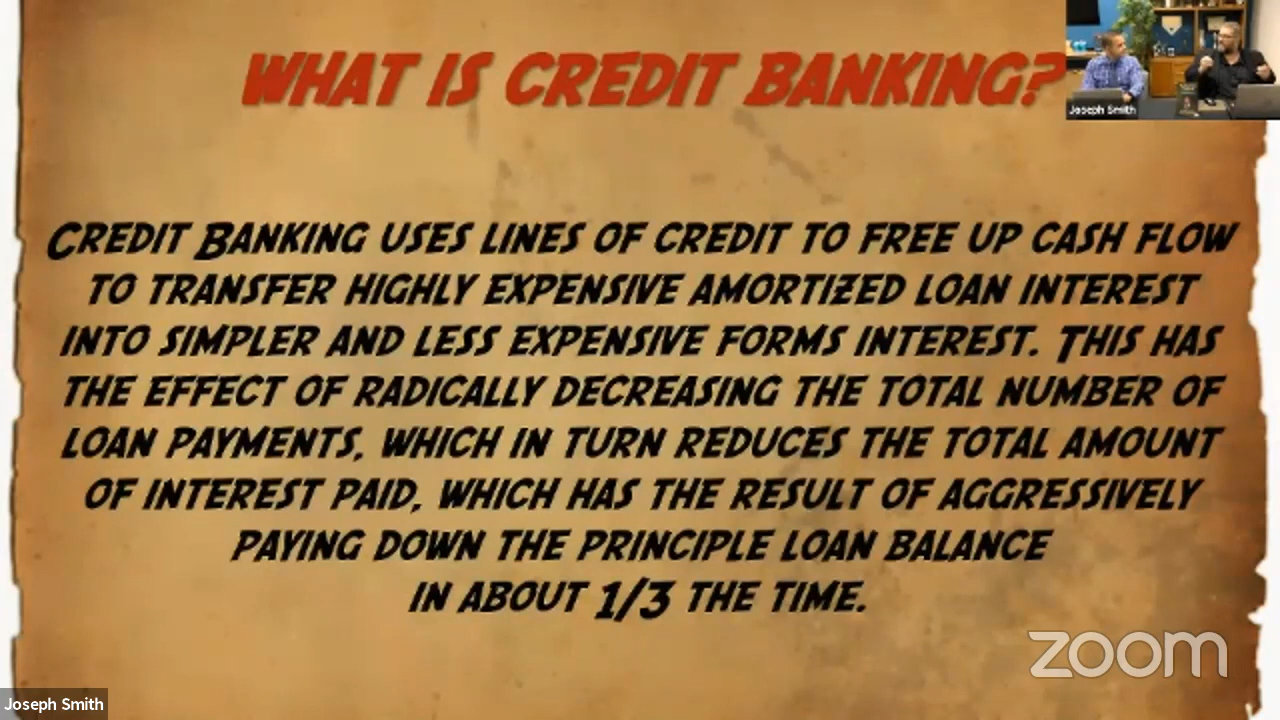 WHAT IS CREDIT BANKING?
Joseph Smith
CREDIT BANKING USES LINES OF CREDIT TO FREE UP CASH FLOW
TO TRANSFER HIGHLY EXPENSIVE AMORTIZED LOAN INTEREST
INTO SIMPLER AND LESS EXPENSIVE FORMS INTEREST. THIS HAS
THE EFFECT OF RADICALLY DECREASING THE TOTAL NUMBER OF
LOAN PAYMENTS, WHICH IN TURN REDUCES THE TOTAL AMOUNT
OF INTEREST PAID, WHICH HAS THE RESULT OF AGGRESSIVELY
PAYING DOWN THE PRINCIPLE LOAN BALANCE
IN ABOUT 1/3 THE TIME.
zoom
Joseph Smith